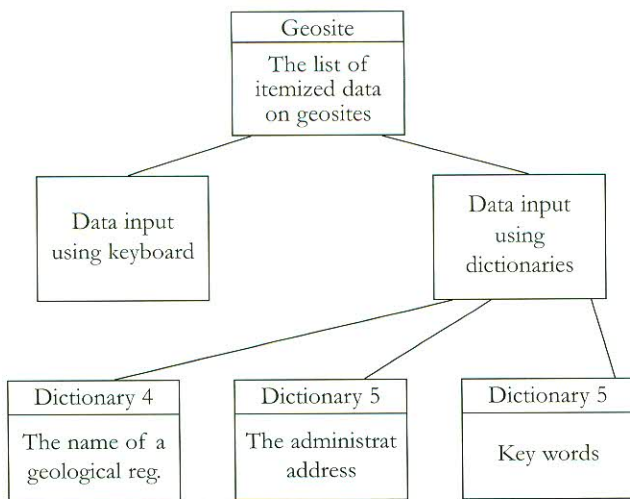 Geosite
The list of
itemized data
on geosites
Data input
using keyboard
Data input
using
dictionaries
Dictionary 4
The name of a
geological reg.
Dictionary 5
The administrat
address
Dictionary 5
Key words